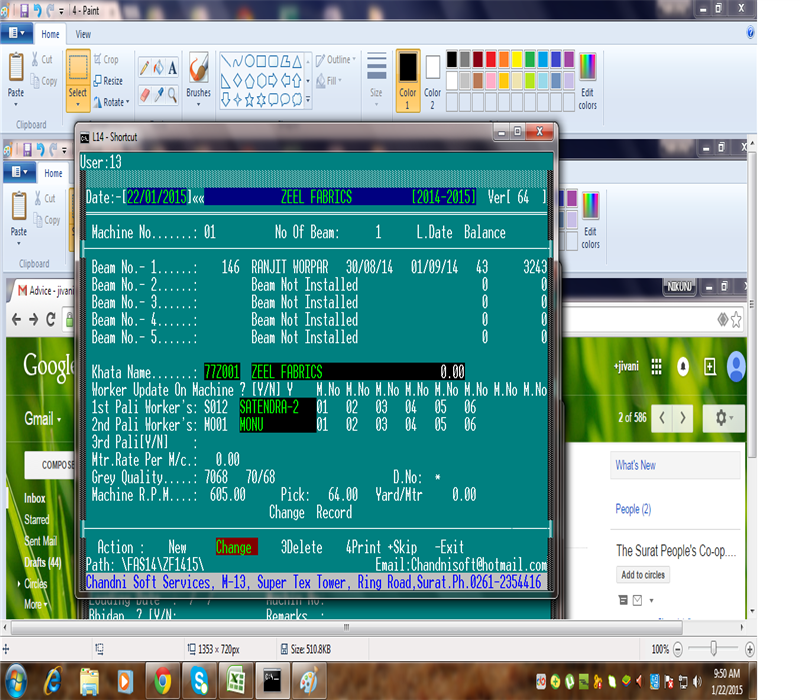 4 - Paint
Home View
Cut
Copy
Paste
Clipboard
Select
Crop
Resize
Rotate
A
Brushes
Outline
Fill
Size
Color 1
Color 2
Edit colors
L14 - Shortcut
User:13
Date:-[22/01/2015]«« ZEEL FABRICS [2014-2015] Ver[ 64 ]
Machine No.......: 01 No Of Beam: 1 L.Date Balance
Beam No.- 1......: 146 RANJIT WORPAR 30/08/14 01/09/14 43 3243
Beam No.- 2......: Beam Not Installed 0 0
Beam No.- 3......: Beam Not Installed 0 0
Beam No.- 4......: Beam Not Installed 0 0
Beam No.- 5......: Beam Not Installed 0 0
Khata Name.......: 77Z001 ZEEL FABRICS 0.00
Worker Update On Machine ? [Y/N] Y M.No M.No M.No M.No M.No M.No M.No M.No
1st Pali Worker's: S012 SATENDRA-2 01 02 03 04 05 06
2nd Pali Worker's: M001 MONU 01 02 03 04 05 06
3rd Pali[Y/N] :
Mtr.Rate Per M/c.: 0.00
Grey Quality.....: 7068 70/68 D.No: *
Machine R.P.M....: 605.00 Pick: 64.00 Yard/Mtr 0.00
Change Record
Action : New Change 3Delete 4Print +Skip -Exit
Path: \FAS14\ZF1415\ Email:Chandnisoft@hotmail.com
Chandni Soft Services, M-13, Super Tex Tower, Ring Road,Surat.Ph.0261-2354416
Home
Cut
Copy
Paste
Clipboard
Edit colors
Advice - jivani
NIKUNJ
Google
+jivani
Gmail
2 of 586
COMPOSE
Inbox
Starred
Sent Mail
Drafts (44)
Circles
More
What's New
People (2)
The Surat People's Co-op....
Add to circles
Loading Date : / / Machin No:
Bhidan ? [Y/N: Remarks :
1353 × 720px
Size: 510.8KB
100%
9:50 AM
1/22/2015